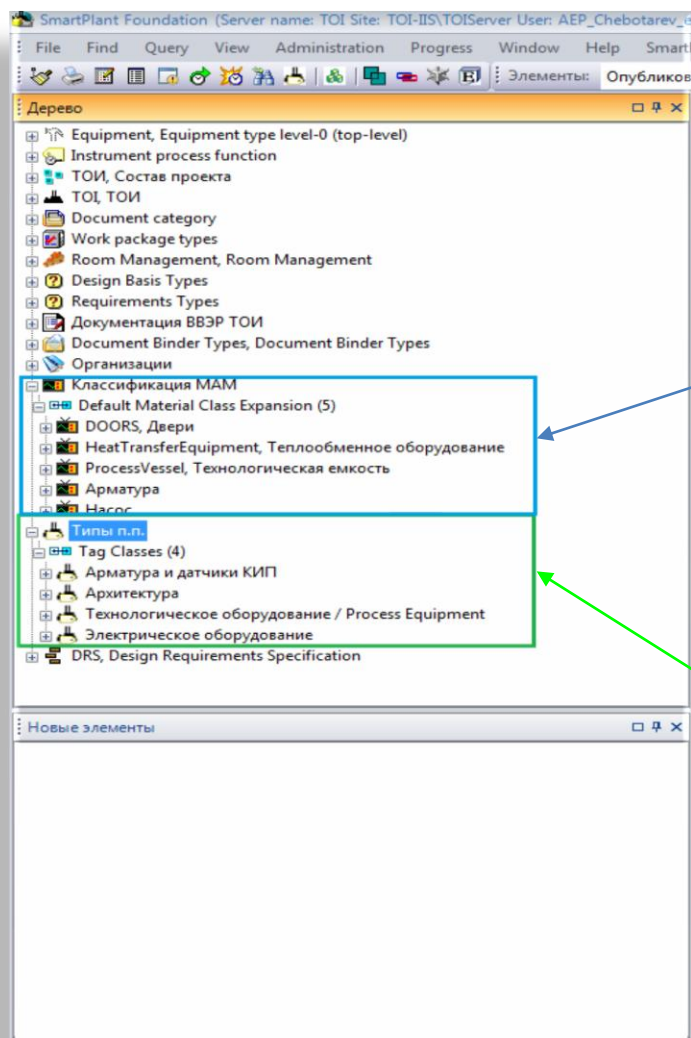 SmartPlant Foundation (Server name: TOI Site: TOI-IIS\TOIServer User: AEP_Chebotarev_
File Find Query View Administration Progress Window Help Smart
Элементы: Опубликов
Дерево
Equipment, Equipment type level-0 (top-level)
Instrument process function
ТОИ, Состав проекта
TOI, ТОИ
Document category
Work package types
Room Management, Room Management
Design Basis Types
Requirements Types
Документация ВВЭР ТОИ
Document Binder Types, Document Binder Types
Организации
Классификация МАМ
Default Material Class Expansion (5)
DOORS, Двери
HeatTransferEquipment, Теплообменное оборудование
ProcessVessel, Технологическая емкость
Арматура
Насос
Типы п.п.
Tag Classes (4)
Арматура и датчики КИП
Архитектура
Технологическое оборудование / Process Equipment
Электрическое оборудование
DRS, Design Requirements Specification
Новые элементы